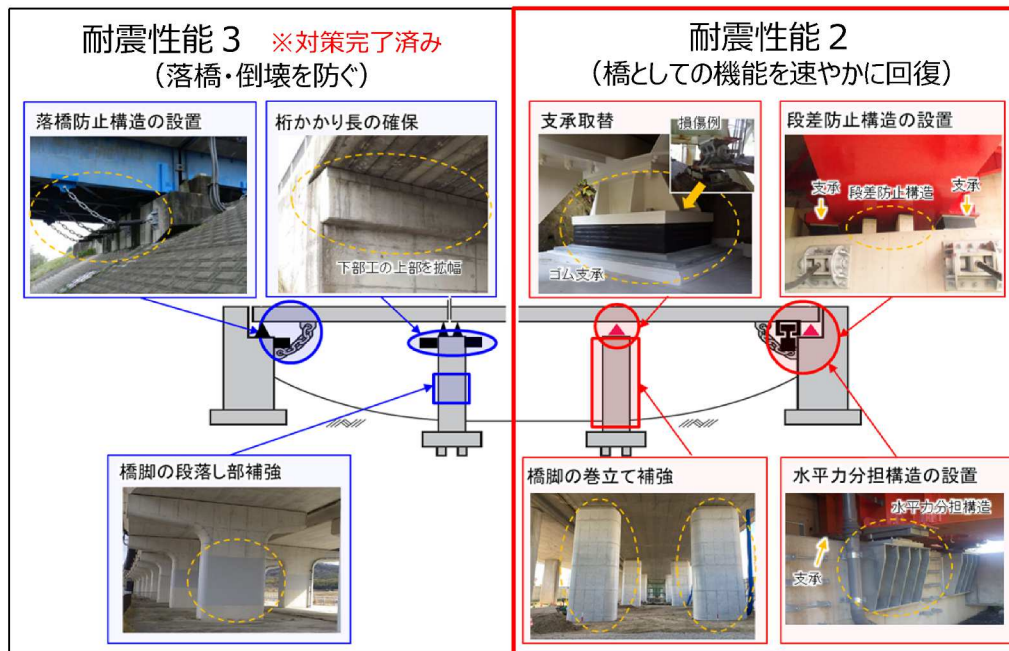 耐震性能3 ※対策完了済み
（落橋・倒壊を防ぐ）
落橋防止構造の設置
桁かかり長の確保
下部工の上部を拡幅
橋脚の段落し部補強
耐震性能2
（橋としての機能を速やかに回復）
支承取替
損傷例
ゴム支承
段差防止構造の設置
支承
段差防止構造
支承
橋脚の巻立て補強
水平力分担構造の設置
水平力分担構造
支承